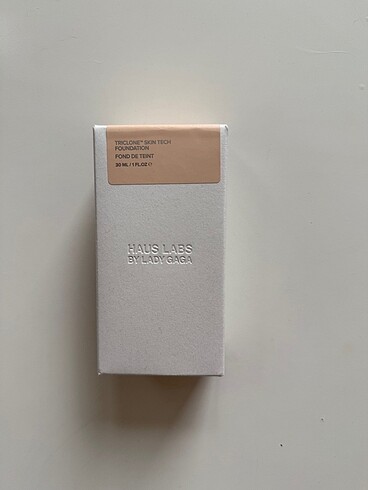 TRICLONE™ SKIN TECH
FOUNDATION
FOND DE TEINT
30 ML / 1 FL.OZ ℮
HAUS LABS
BY LADY GAGA